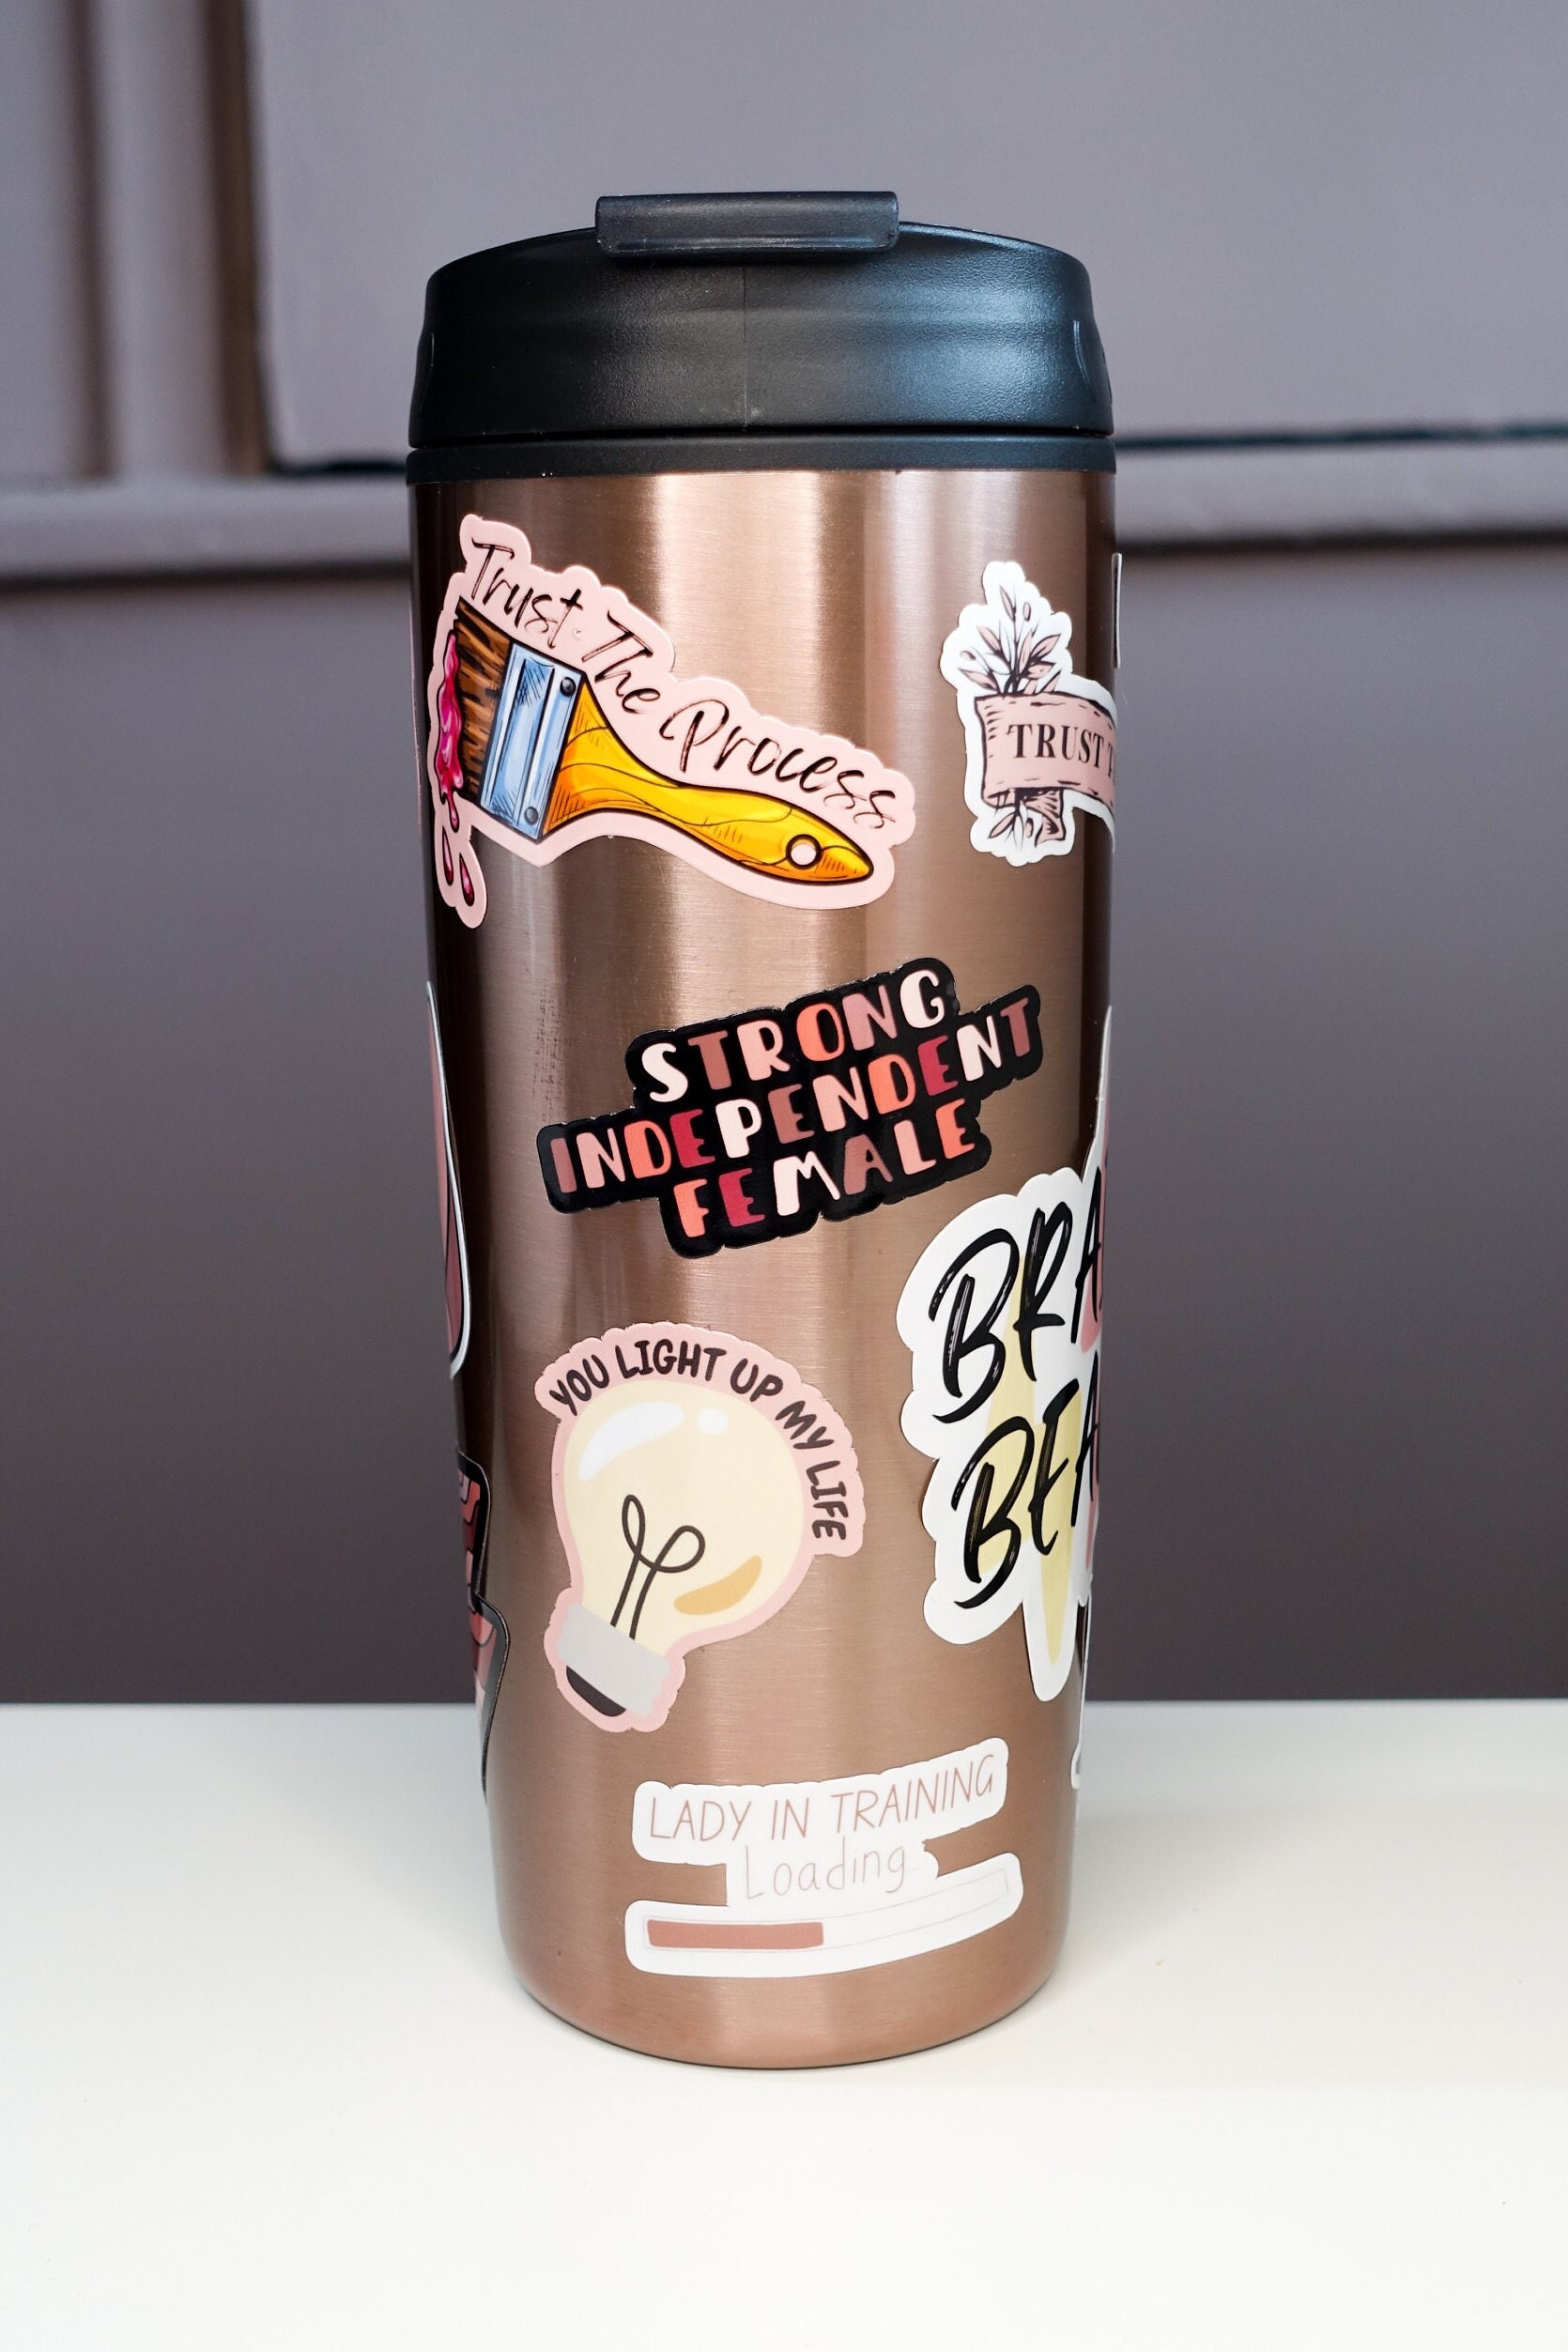 Trust The Process
TRUST
STRONG
INDEPENDENT
FEMALE
YOU LIGHT UP MY LIFE
LADY IN TRAINING
Loading...